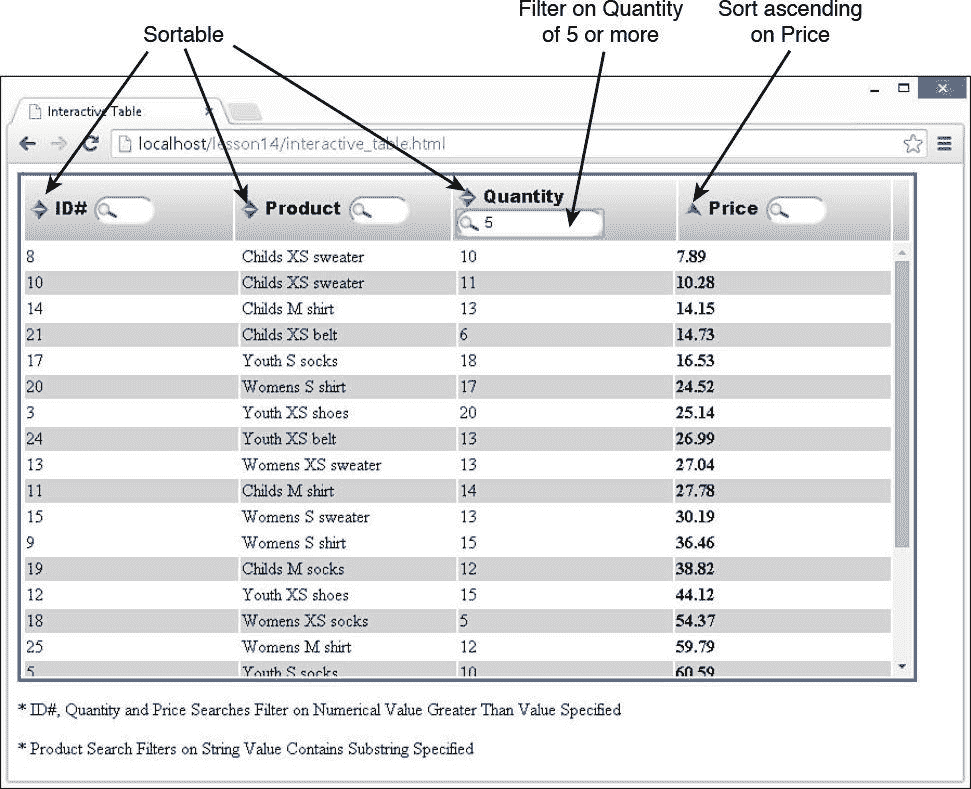 Sortable
Filter on Quantity
of 5 or more
Sort ascending
on Price
Interactive Table
localhost/lesson14/interactive_table.html
ID# Product Quantity Price
5
8 Childs XS sweater 10 7.89
10 Childs XS sweater 11 10.28
14 Childs M shirt 13 14.15
21 Childs XS belt 6 14.73
17 Youth S socks 18 16.53
20 Womens S shirt 17 24.52
3 Youth XS shoes 20 25.14
24 Youth XS belt 13 26.99
13 Womens XS sweater 13 27.04
11 Childs M shirt 14 27.78
15 Womens S sweater 13 30.19
9 Womens S shirt 15 36.46
19 Childs M socks 12 38.82
12 Youth XS shoes 15 44.12
18 Womens XS socks 5 54.37
25 Womens M shirt 12 59.79
5 Youth S socks 10 60.59
* ID#, Quantity and Price Searches Filter on Numerical Value Greater Than Value Specified
* Product Search Filters on String Value Contains Substring Specified